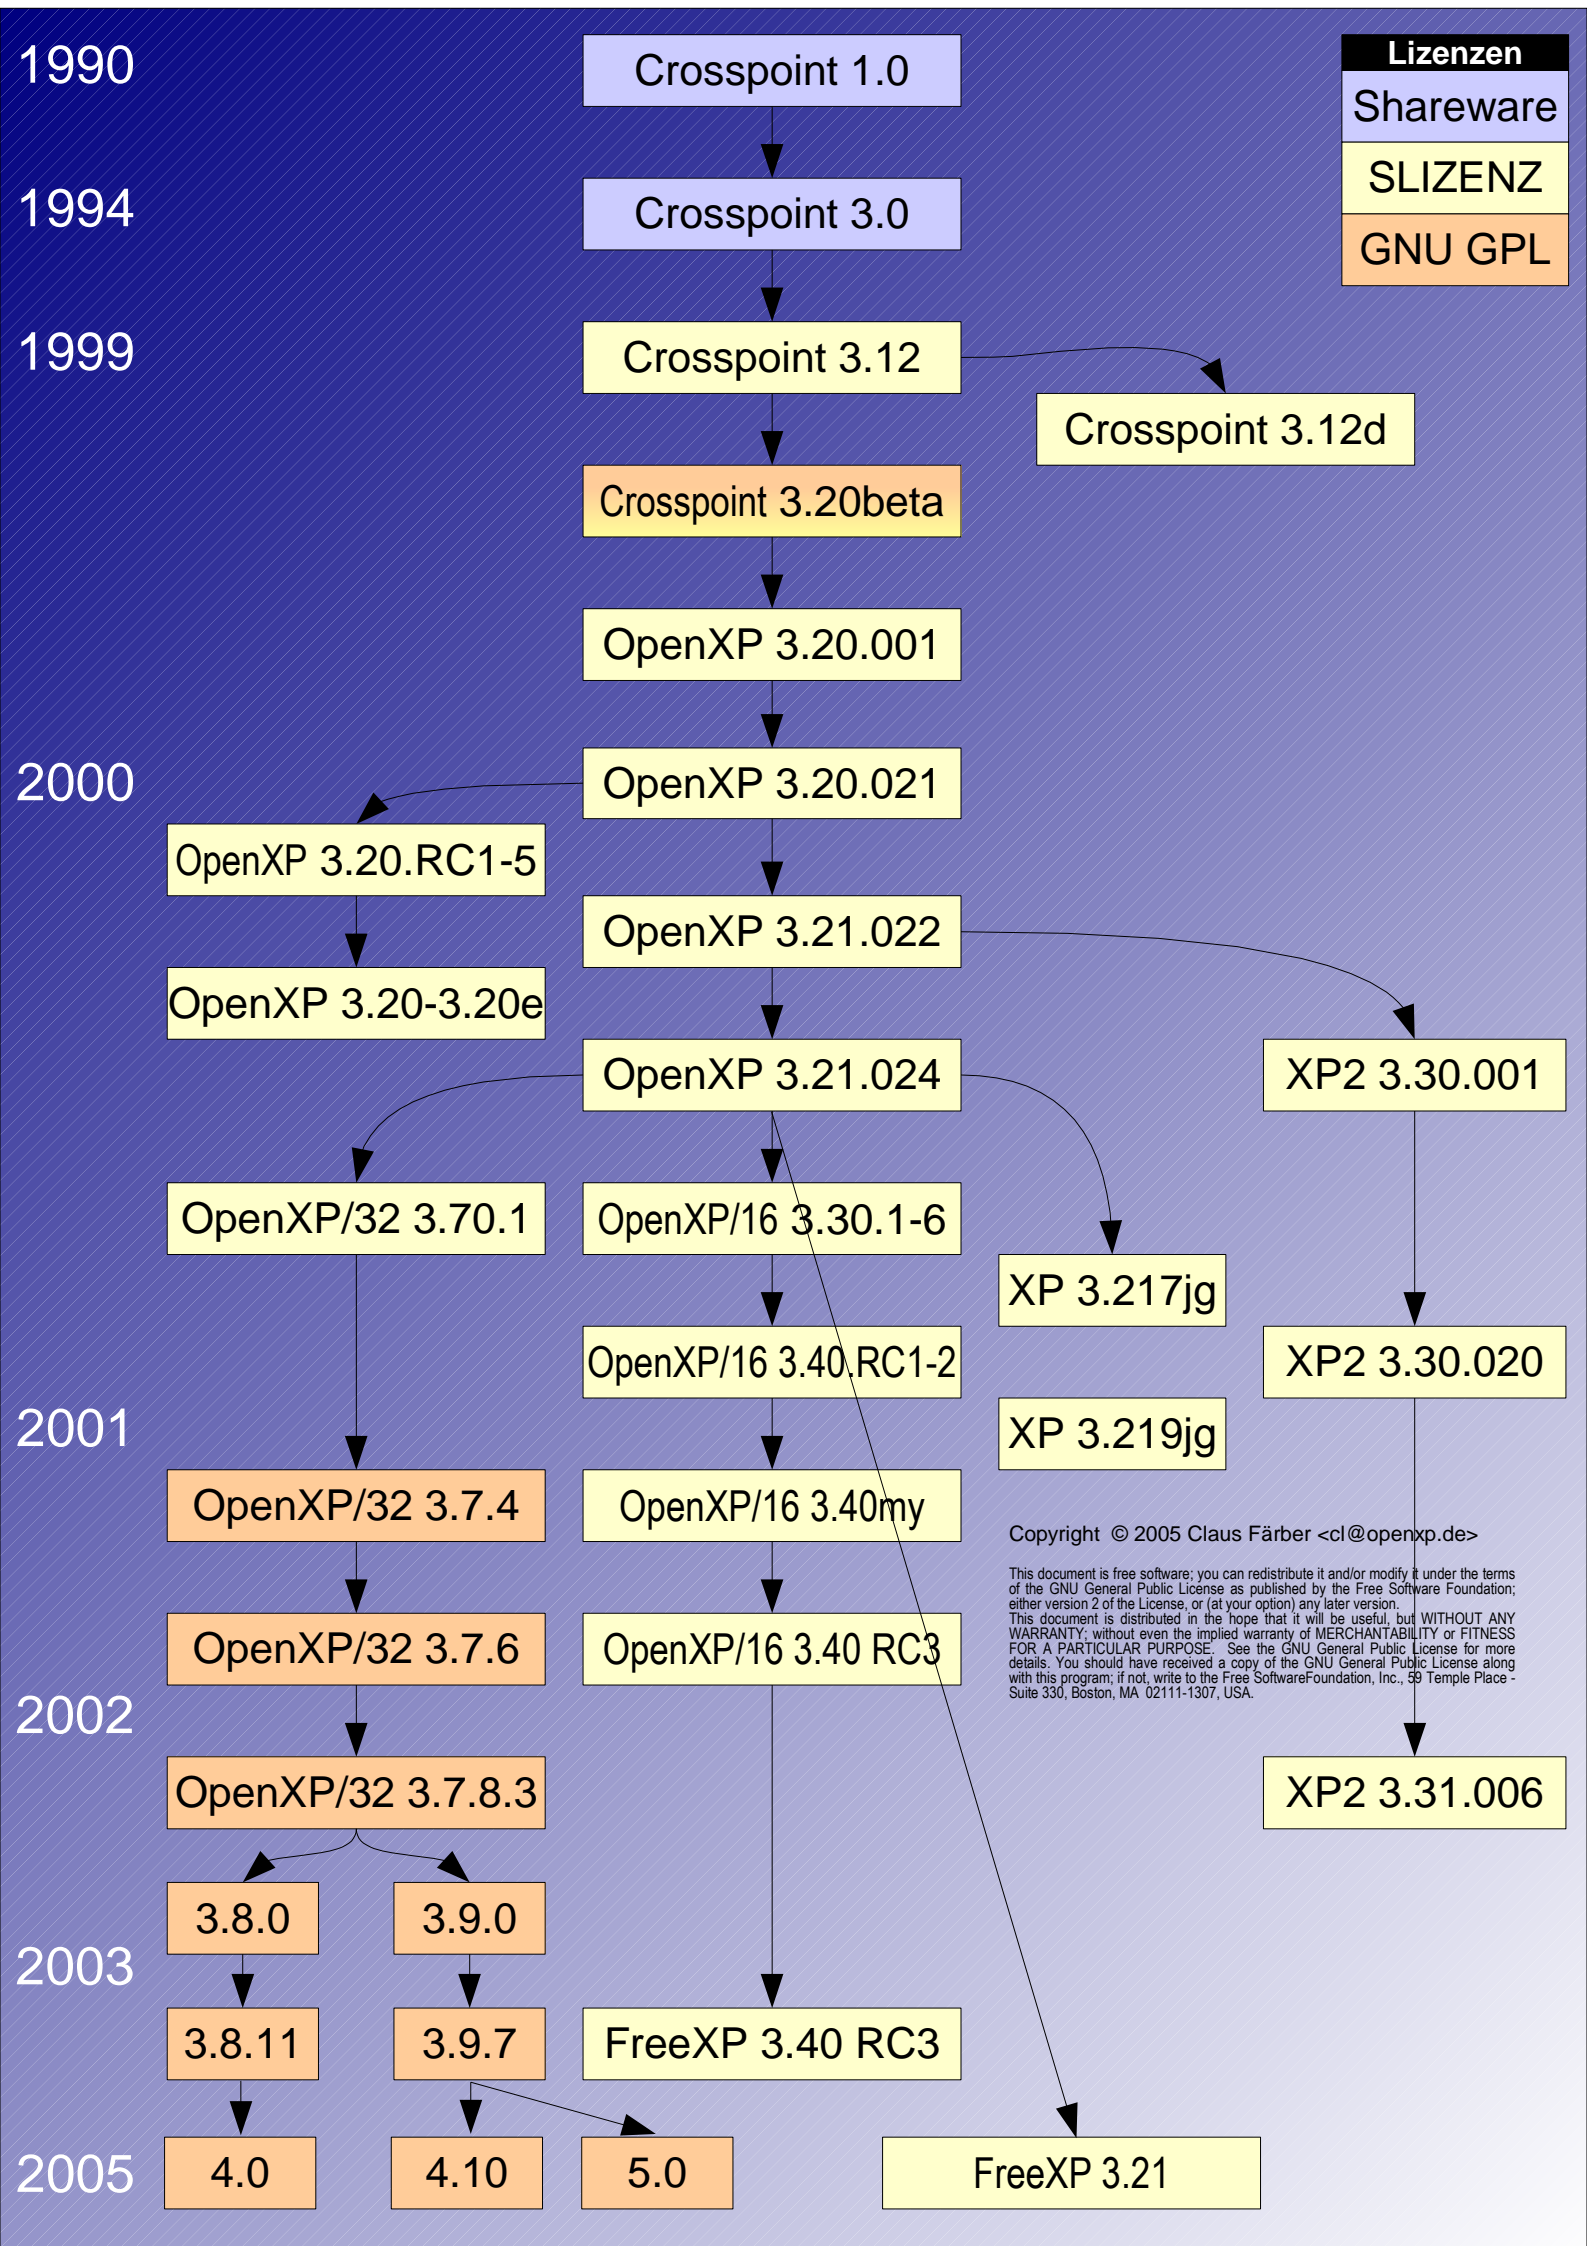 1990
Crosspoint 1.0
Lizenzen
Shareware
SLIZENZ
GNU GPL
1994
Crosspoint 3.0
1999
Crosspoint 3.12
Crosspoint 3.12d
Crosspoint 3.20beta
OpenXP 3.20.001
2000
OpenXP 3.20.021
OpenXP 3.20.RC1-5
OpenXP 3.21.022
OpenXP 3.20-3.20e
OpenXP 3.21.024
XP2 3.30.001
OpenXP/32 3.70.1
OpenXP/16 3.30.1-6
XP 3.217jg
OpenXP/16 3.40.RC1-2
XP2 3.30.020
2001
XP 3.219jg
OpenXP/32 3.7.4
OpenXP/16 3.40my
Copyright © 2005 Claus Färber <cl@openxp.de>
This document is free software; you can redistribute it and/or modify it under the terms
of the GNU General Public License as published by the Free Software Foundation;
either version 2 of the License, or (at your option) any later version.
This document is distributed in the hope that it will be useful, but WITHOUT ANY
WARRANTY; without even the implied warranty of MERCHANTABILITY or FITNESS
FOR A PARTICULAR PURPOSE. See the GNU General Public License for more
details. You should have received a copy of the GNU General Public License along
with this program; if not, write to the Free SoftwareFoundation, Inc., 59 Temple Place -
Suite 330, Boston, MA 02111-1307, USA.
OpenXP/32 3.7.6
OpenXP/16 3.40 RC3
2002
OpenXP/32 3.7.8.3
XP2 3.31.006
3.8.0
3.9.0
2003
3.8.11
3.9.7
FreeXP 3.40 RC3
2005
4.0
4.10
5.0
FreeXP 3.21